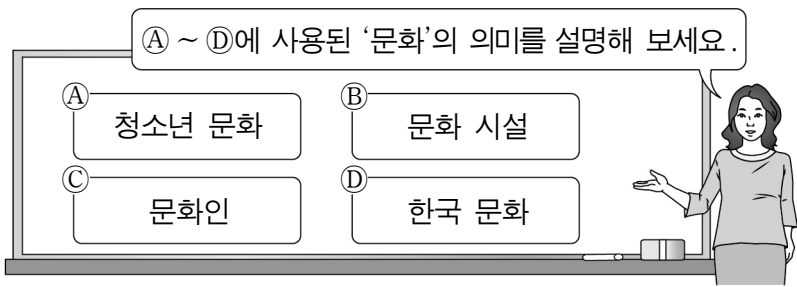 Ⓐ ~ Ⓓ에 사용된 ‘문화’의 의미를 설명해 보세요.
Ⓐ 청소년 문화
Ⓑ 문화 시설
Ⓒ 문화인
Ⓓ 한국 문화